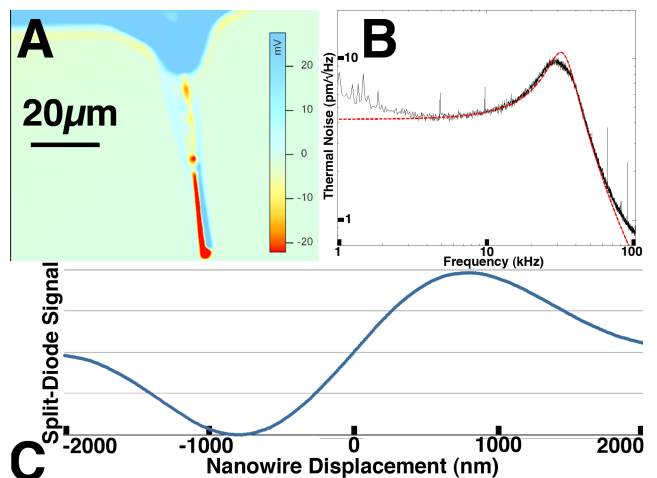 A
20µm
mV
20
10
0
-10
-20
B
Thermal Noise (pm/√Hz)
10
1
1
10
100
Frequency (kHz)
C
Split-Diode Signal
-2000
-1000
0
1000
2000
Nanowire Displacement (nm)